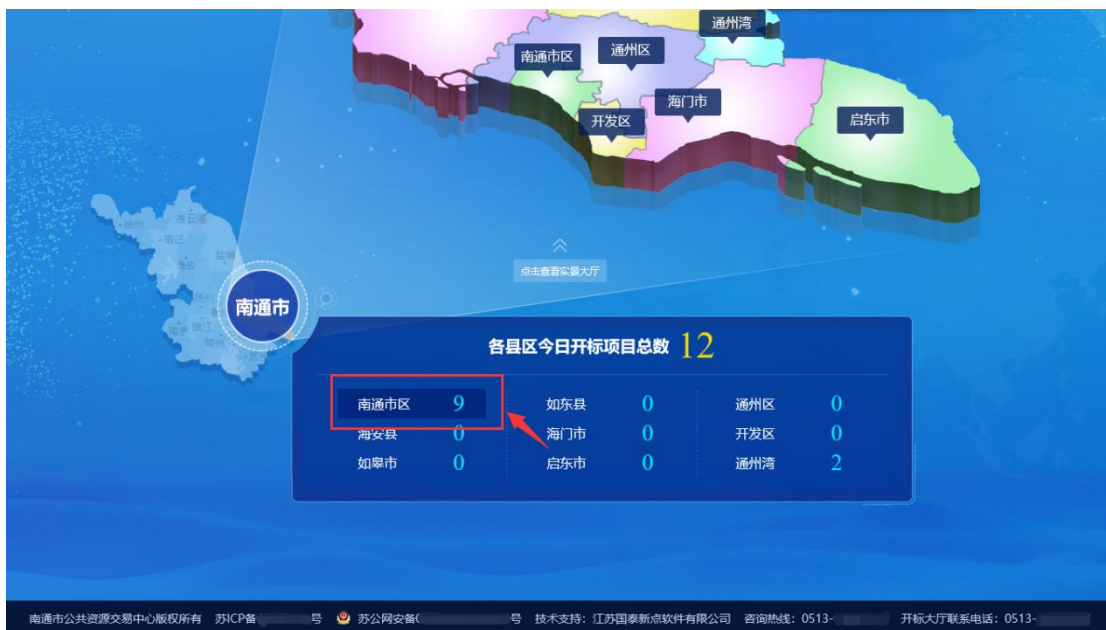 通州湾
南通市区
通州区
海门市
开发区
启东市
点击查看实景大厅
南通市
各县区今日开标项目总数 12
南通市区 9 如东县 0 通州区 0
海安县 0 海门市 0 开发区 0
如皋市 0 启东市 0 通州湾 2
南通市公共资源交易中心版权所有 苏ICP备 号 苏公网安备( 号 技术支持：江苏国泰新点软件有限公司 咨询热线：0513- 开标大厅联系电话：0513-